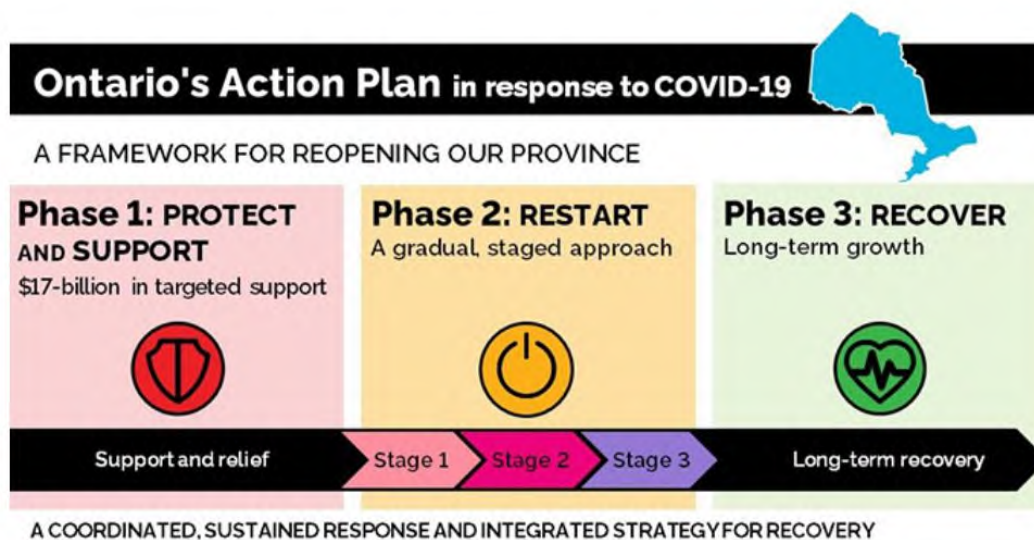 Ontario's Action Plan in response to COVID-19
A FRAMEWORK FOR REOPENING OUR PROVINCE
Phase 1: PROTECT
AND SUPPORT
$17-billion in targeted support
Phase 2: RESTART
A gradual, staged approach
Phase 3: RECOVER
Long-term growth
Support and relief
Stage 1
Stage 2
Stage 3
Long-term recovery
A COORDINATED, SUSTAINED RESPONSE AND INTEGRATED STRATEGY FOR RECOVERY